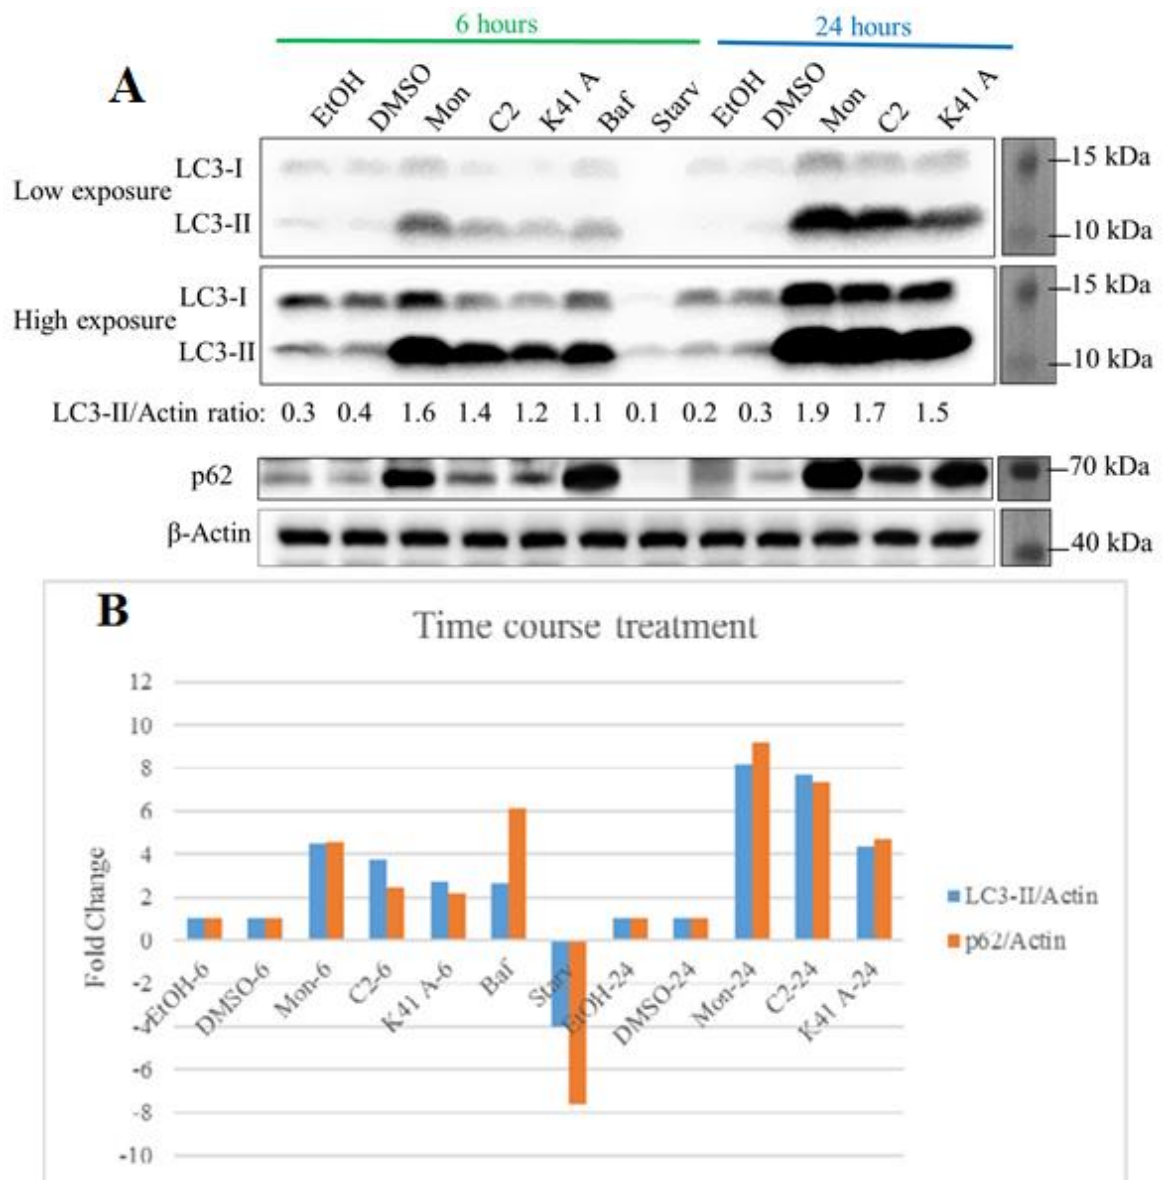 6 hours 24 hours
A
EtOH DMSO Mon C2 K41 A Baf Starv EtOH DMSO Mon C2 K41 A
LC3-I 15 kDa
Low exposure
LC3-II 10 kDa
LC3-I 15 kDa
High exposure
LC3-II 10 kDa
LC3-II/Actin ratio: 0.3 0.4 1.6 1.4 1.2 1.1 0.1 0.2 0.3 1.9 1.7 1.5
p62 70 kDa
β-Actin 40 kDa
B
Time course treatment
12
10
8
6
4
2
0
-2
-4
-6
-8
-10
Fold Change
EtOH-6 DMSO-6 Mon-6 C2-6 K41 A-6 Baf Starv EtOH-24 DMSO-24 Mon-24 C2-24 K41 A-24
LC3-II/Actin
p62/Actin